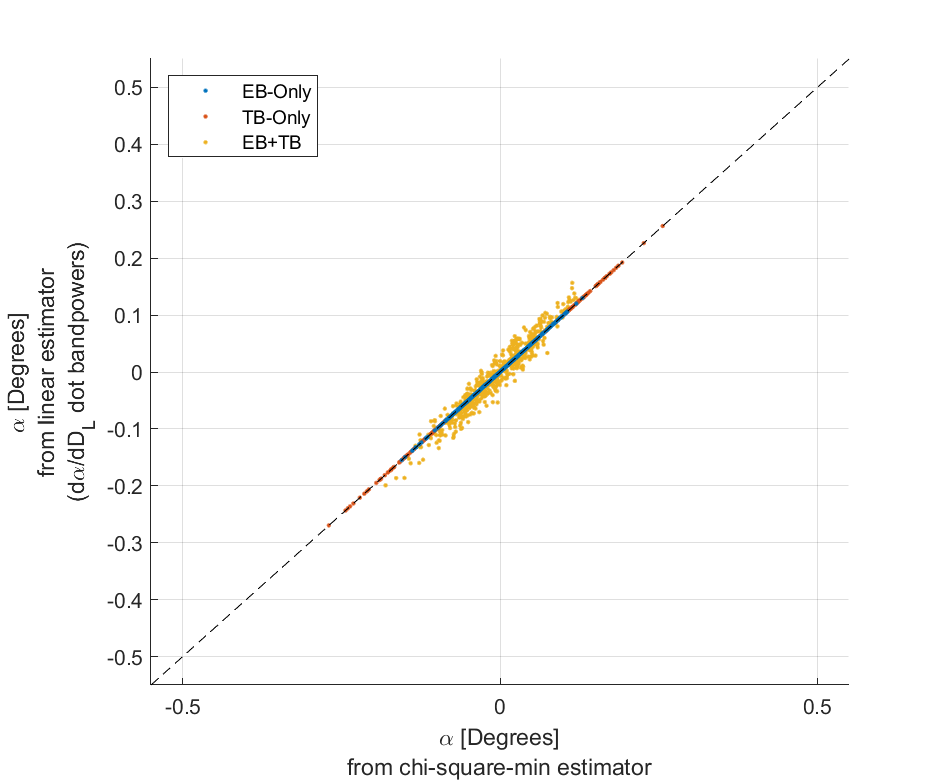 EB-Only
TB-Only
EB+TB
0.5
0.4
0.3
0.2
0.1
0
-0.1
-0.2
-0.3
-0.4
-0.5
-0.5
0
0.5
α [Degrees]
from linear estimator
(dα/dD_L dot bandpowers)
α [Degrees]
from chi-square-min estimator